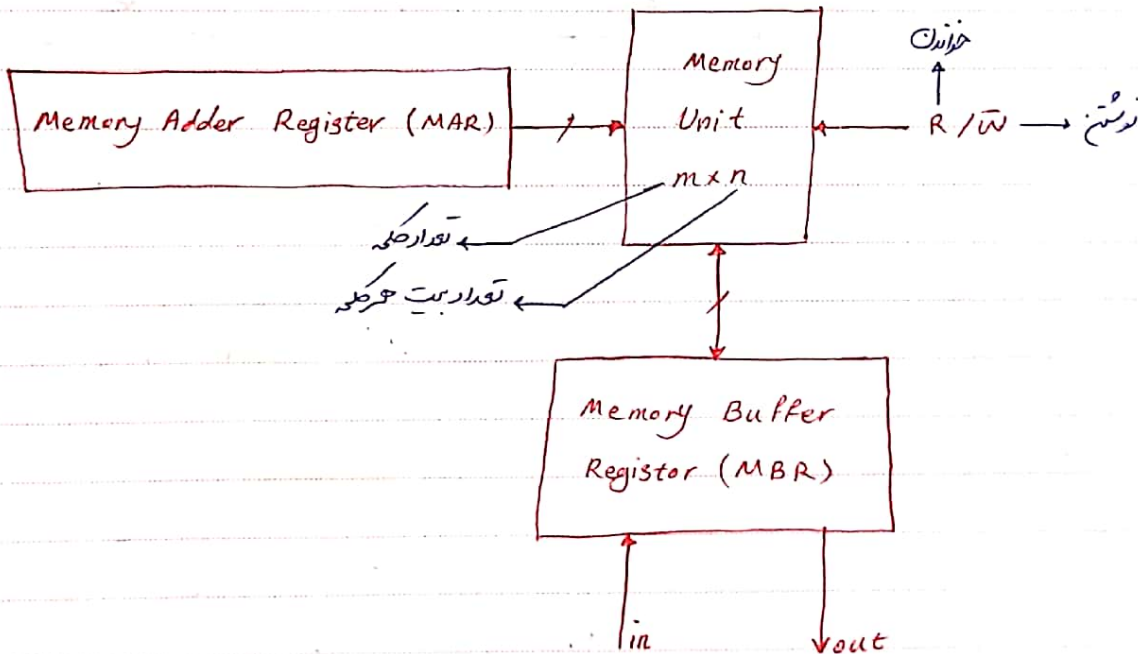 خواندن
Memory Adder Register (MAR)
Memory
Unit
m x n
R / W̅
نوشتن
تعداد کلمه
تعداد بیت هر کلمه
Memory Buffer
Registor (MBR)
in
out